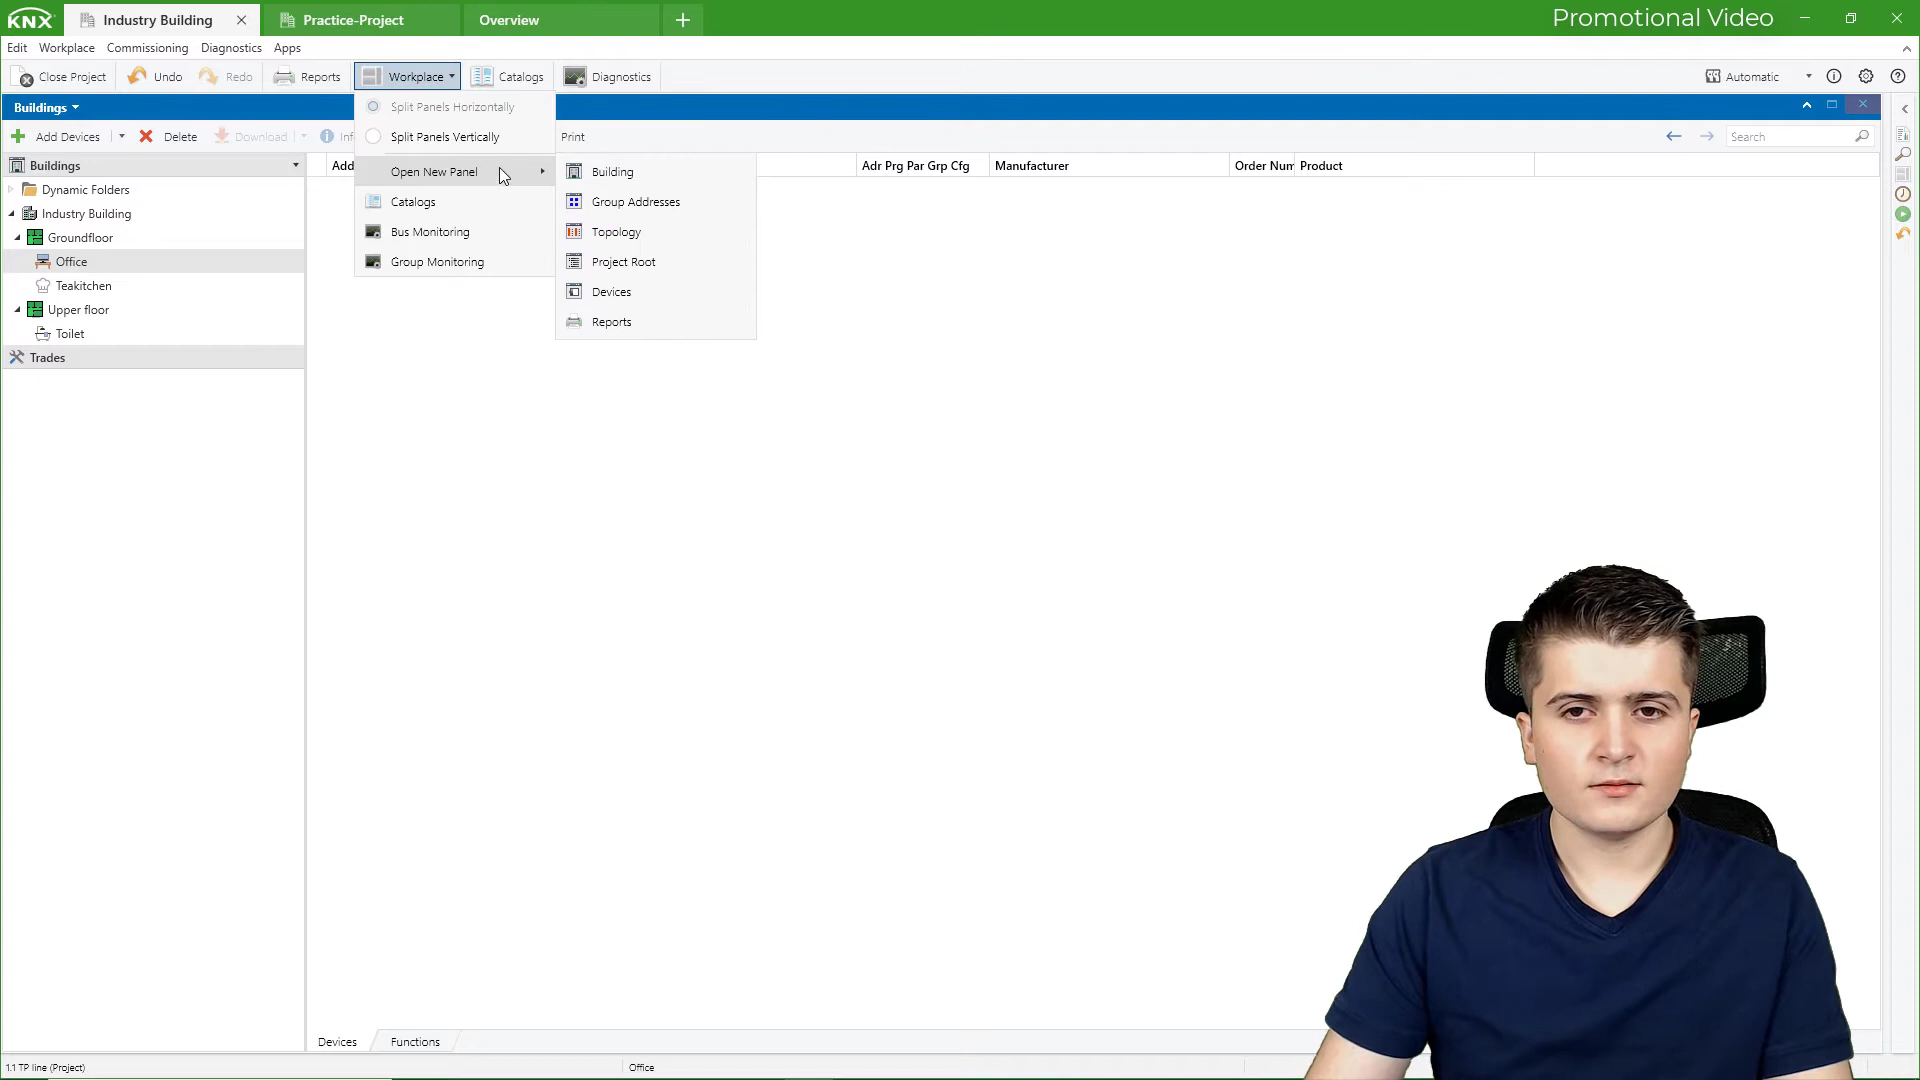 KNX Industry Building Practice-Project Overview Promotional Video
Edit Workplace Commissioning Diagnostics Apps
Close Project Undo Redo Reports Workplace Catalogs Diagnostics Automatic
Buildings
Split Panels Horizontally
Add Devices Delete Download Split Panels Vertically Print Search
Buildings Add Open New Panel Building Adr Prg Par Grp Cfg Manufacturer Order Num Product
Dynamic Folders
Catalogs Group Addresses
Industry Building
Bus Monitoring Topology
Groundfloor
Office Group Monitoring Project Root
Teakitchen
Devices
Upper floor
Reports
Toilet
Trades
Devices Functions
1.1 TP line (Project) Office